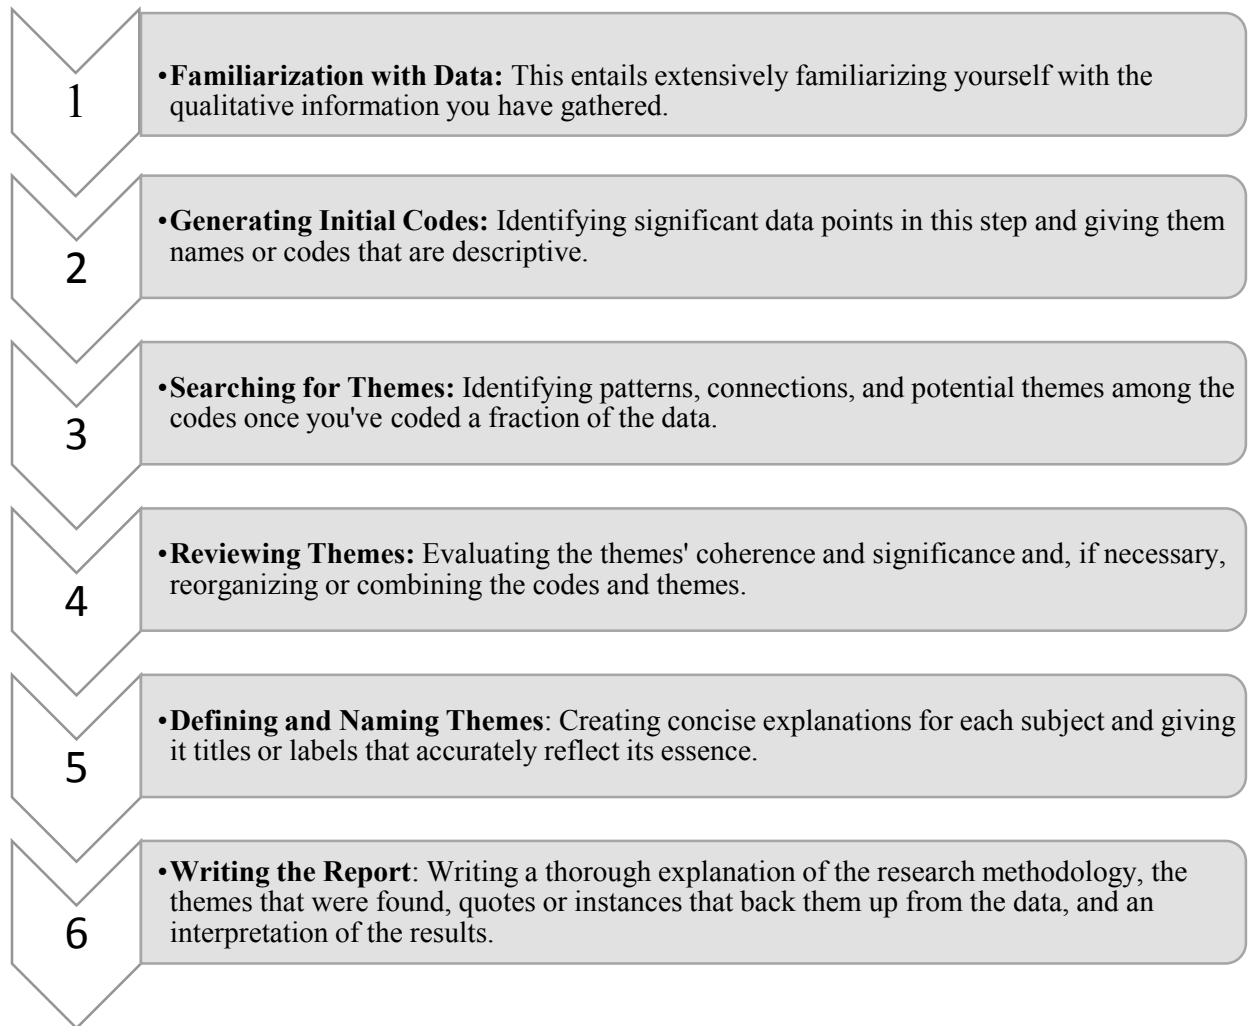 1
•Familiarization with Data: This entails extensively familiarizing yourself with the
qualitative information you have gathered.
2
•Generating Initial Codes: Identifying significant data points in this step and giving them
names or codes that are descriptive.
3
•Searching for Themes: Identifying patterns, connections, and potential themes among the
codes once you've coded a fraction of the data.
4
•Reviewing Themes: Evaluating the themes' coherence and significance and, if necessary,
reorganizing or combining the codes and themes.
5
•Defining and Naming Themes: Creating concise explanations for each subject and giving
it titles or labels that accurately reflect its essence.
6
•Writing the Report: Writing a thorough explanation of the research methodology, the
themes that were found, quotes or instances that back them up from the data, and an
interpretation of the results.